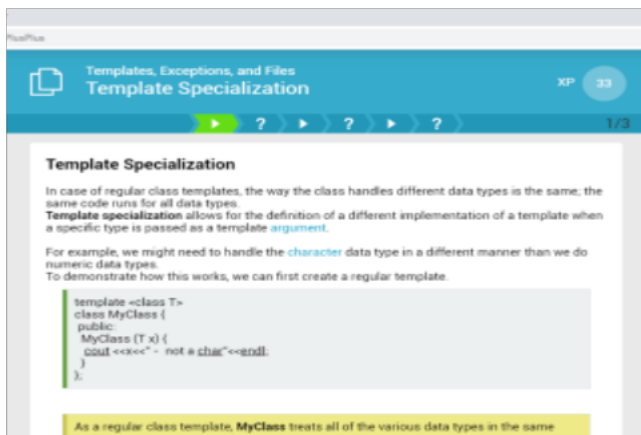 PlusPlus
Templates, Exceptions, and Files
Template Specialization
XP 33
? ? ?
1/3
Template Specialization
In case of regular class templates, the way the class handles different data types is the same; the
same code runs for all data types.
Template specialization allows for the definition of a different implementation of a template when
a specific type is passed as a template argument.
For example, we might need to handle the character data type in a different manner than we do
numeric data types.
To demonstrate how this works, we can first create a regular template.
template <class T>
class MyClass {
public:
MyClass (T x) {
cout <<x<<" - not a char"<<endl;
}
};
As a regular class template, MyClass treats all of the various data types in the same